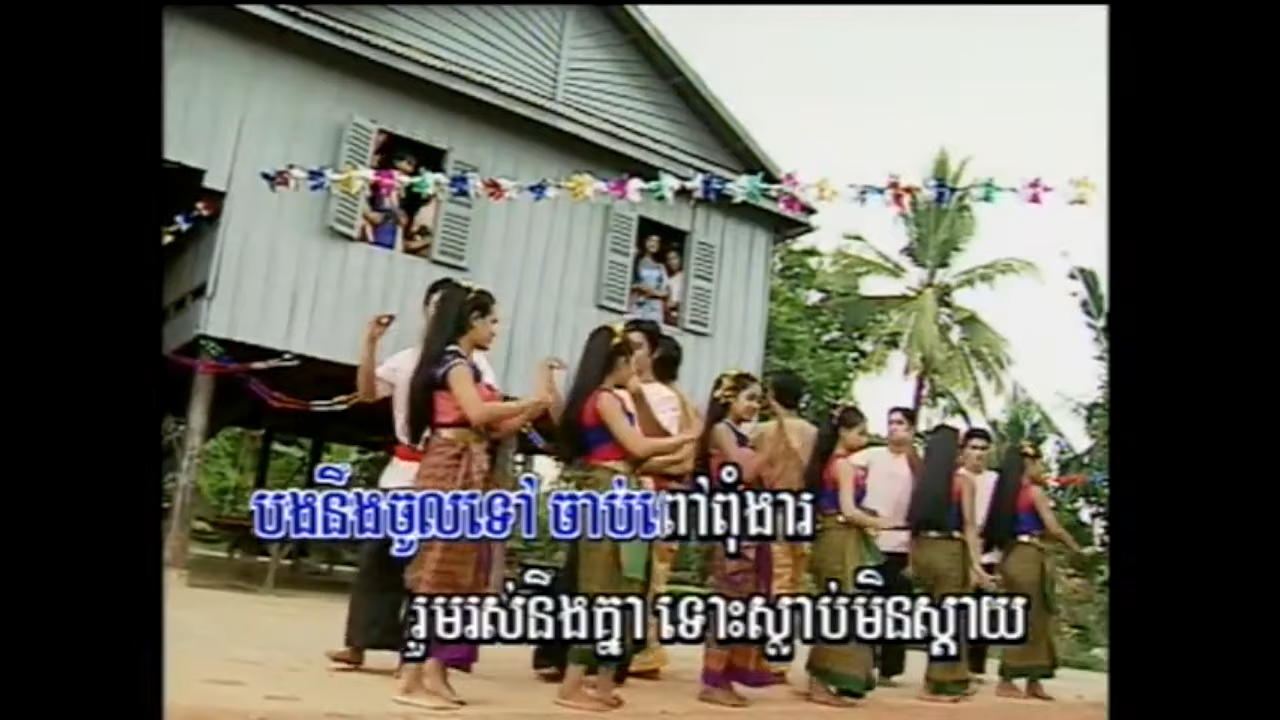 បងនឹងចូលទៅ ចាប់ពៅពុំងារ
រួមរស់នឹងគ្នា ទោះស្លាប់មិនស្តាយ